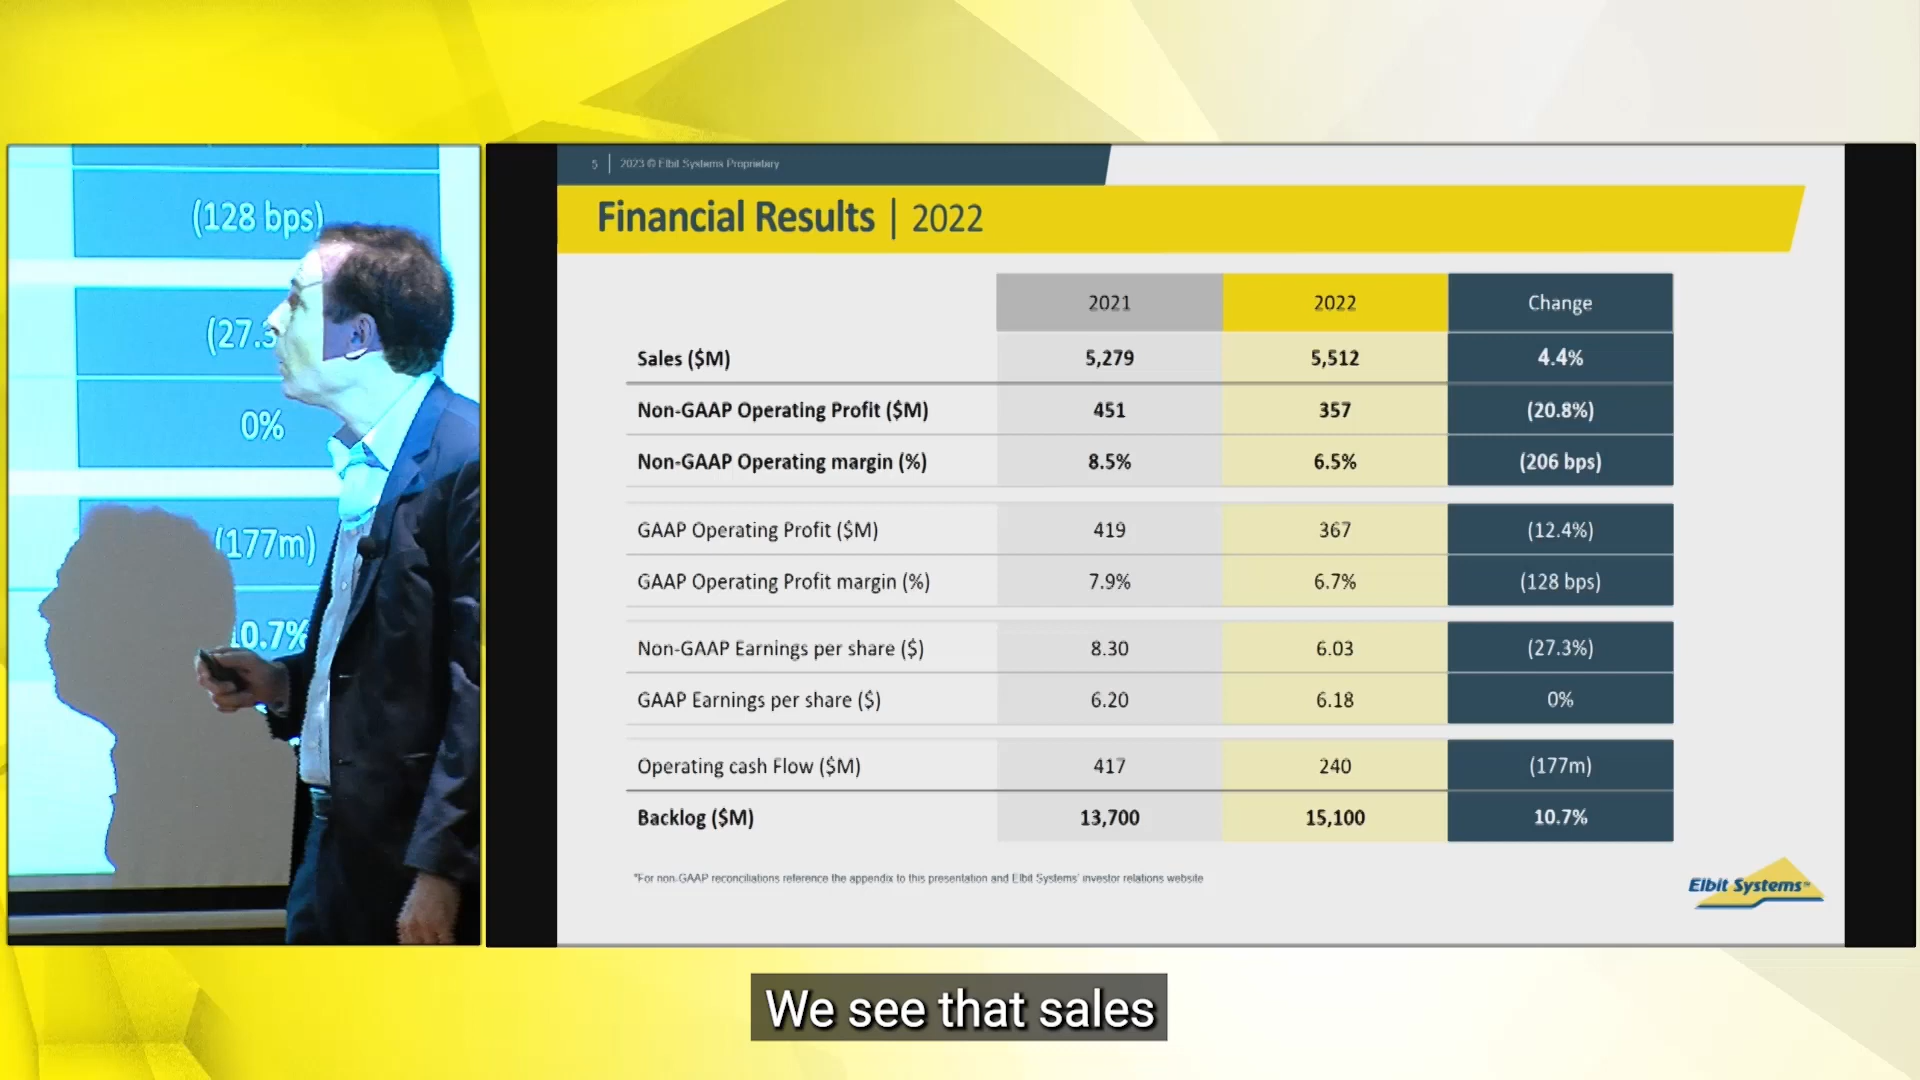 (128 bps)
(27.3
0%
(177m)
10.7%
5 | 2023 © Elbit Systems Proprietary
Financial Results | 2022
2021 2022 Change
Sales ($M) 5,279 5,512 4.4%
Non-GAAP Operating Profit ($M) 451 357 (20.8%)
Non-GAAP Operating margin (%) 8.5% 6.5% (206 bps)
GAAP Operating Profit ($M) 419 367 (12.4%)
GAAP Operating Profit margin (%) 7.9% 6.7% (128 bps)
Non-GAAP Earnings per share ($) 8.30 6.03 (27.3%)
GAAP Earnings per share ($) 6.20 6.18 0%
Operating cash Flow ($M) 417 240 (177m)
Backlog ($M) 13,700 15,100 10.7%
*For non-GAAP reconciliations reference the appendix to this presentation and Elbit Systems' investor relations website
Elbit Systems™
We see that sales